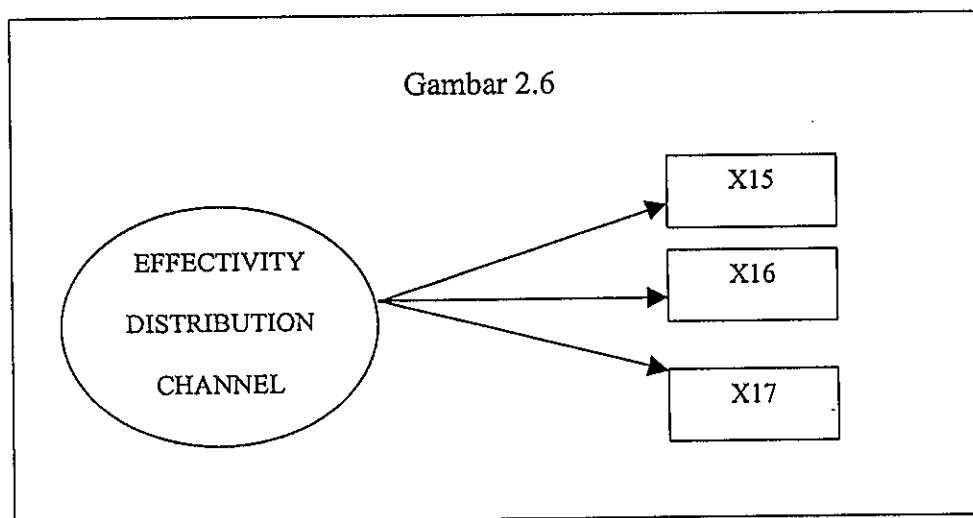 Gambar 2.6
EFFECTIVITY
DISTRIBUTION
CHANNEL
X15
X16
X17